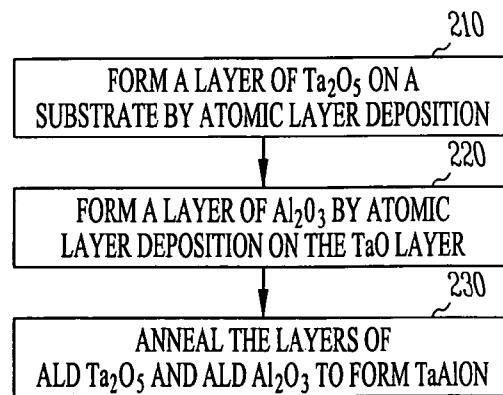 210
FORM A LAYER OF Ta₂O₅ ON A
SUBSTRATE BY ATOMIC LAYER DEPOSITION
220
FORM A LAYER OF Al₂O₃ BY ATOMIC
LAYER DEPOSITION ON THE TaO LAYER
230
ANNEAL THE LAYERS OF
ALD Ta₂O₅ AND ALD Al₂O₃ TO FORM TaAlON